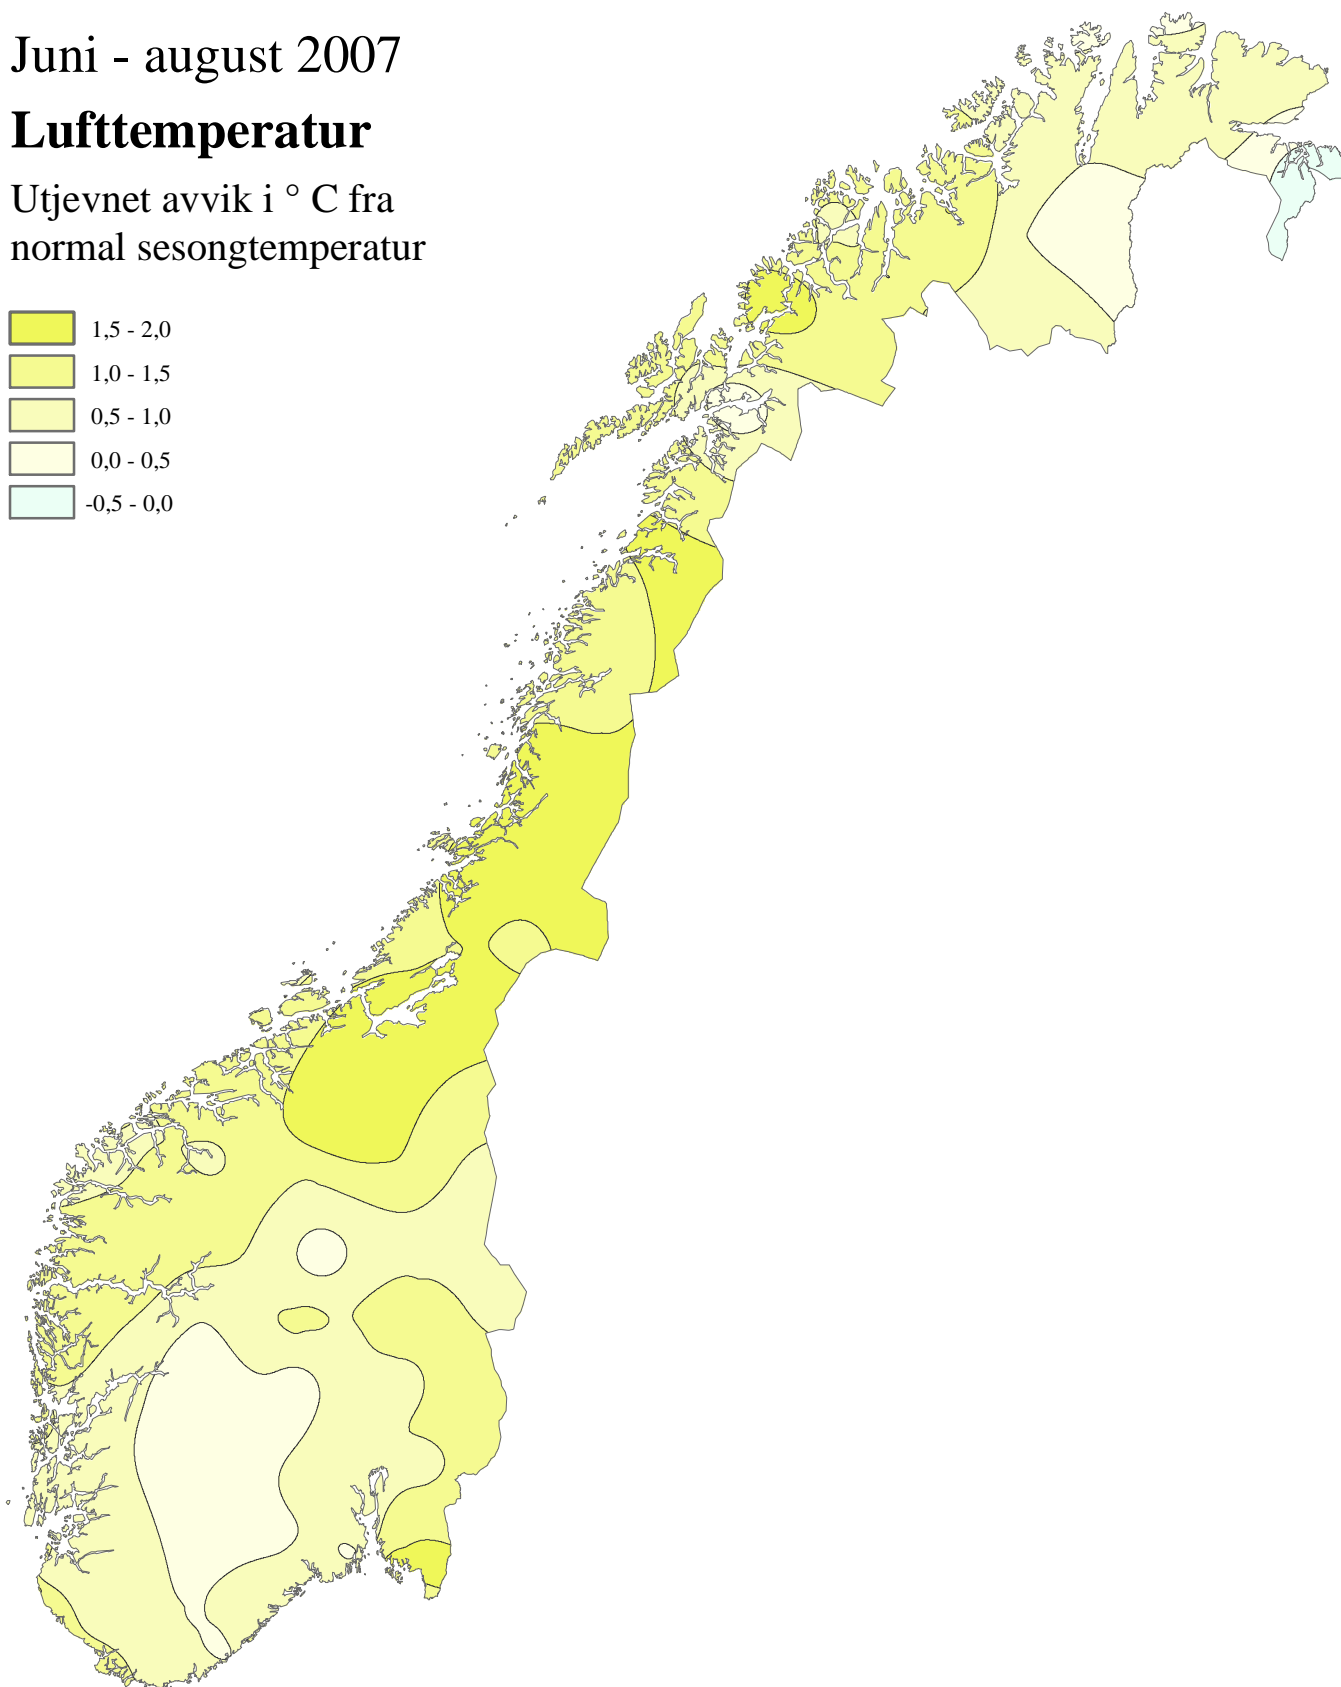 Juni - august 2007
Lufttemperatur
Utjevnet avvik i ° C fra
normal sesongtemperatur
1,5 - 2,0
1,0 - 1,5
0,5 - 1,0
0,0 - 0,5
-0,5 - 0,0